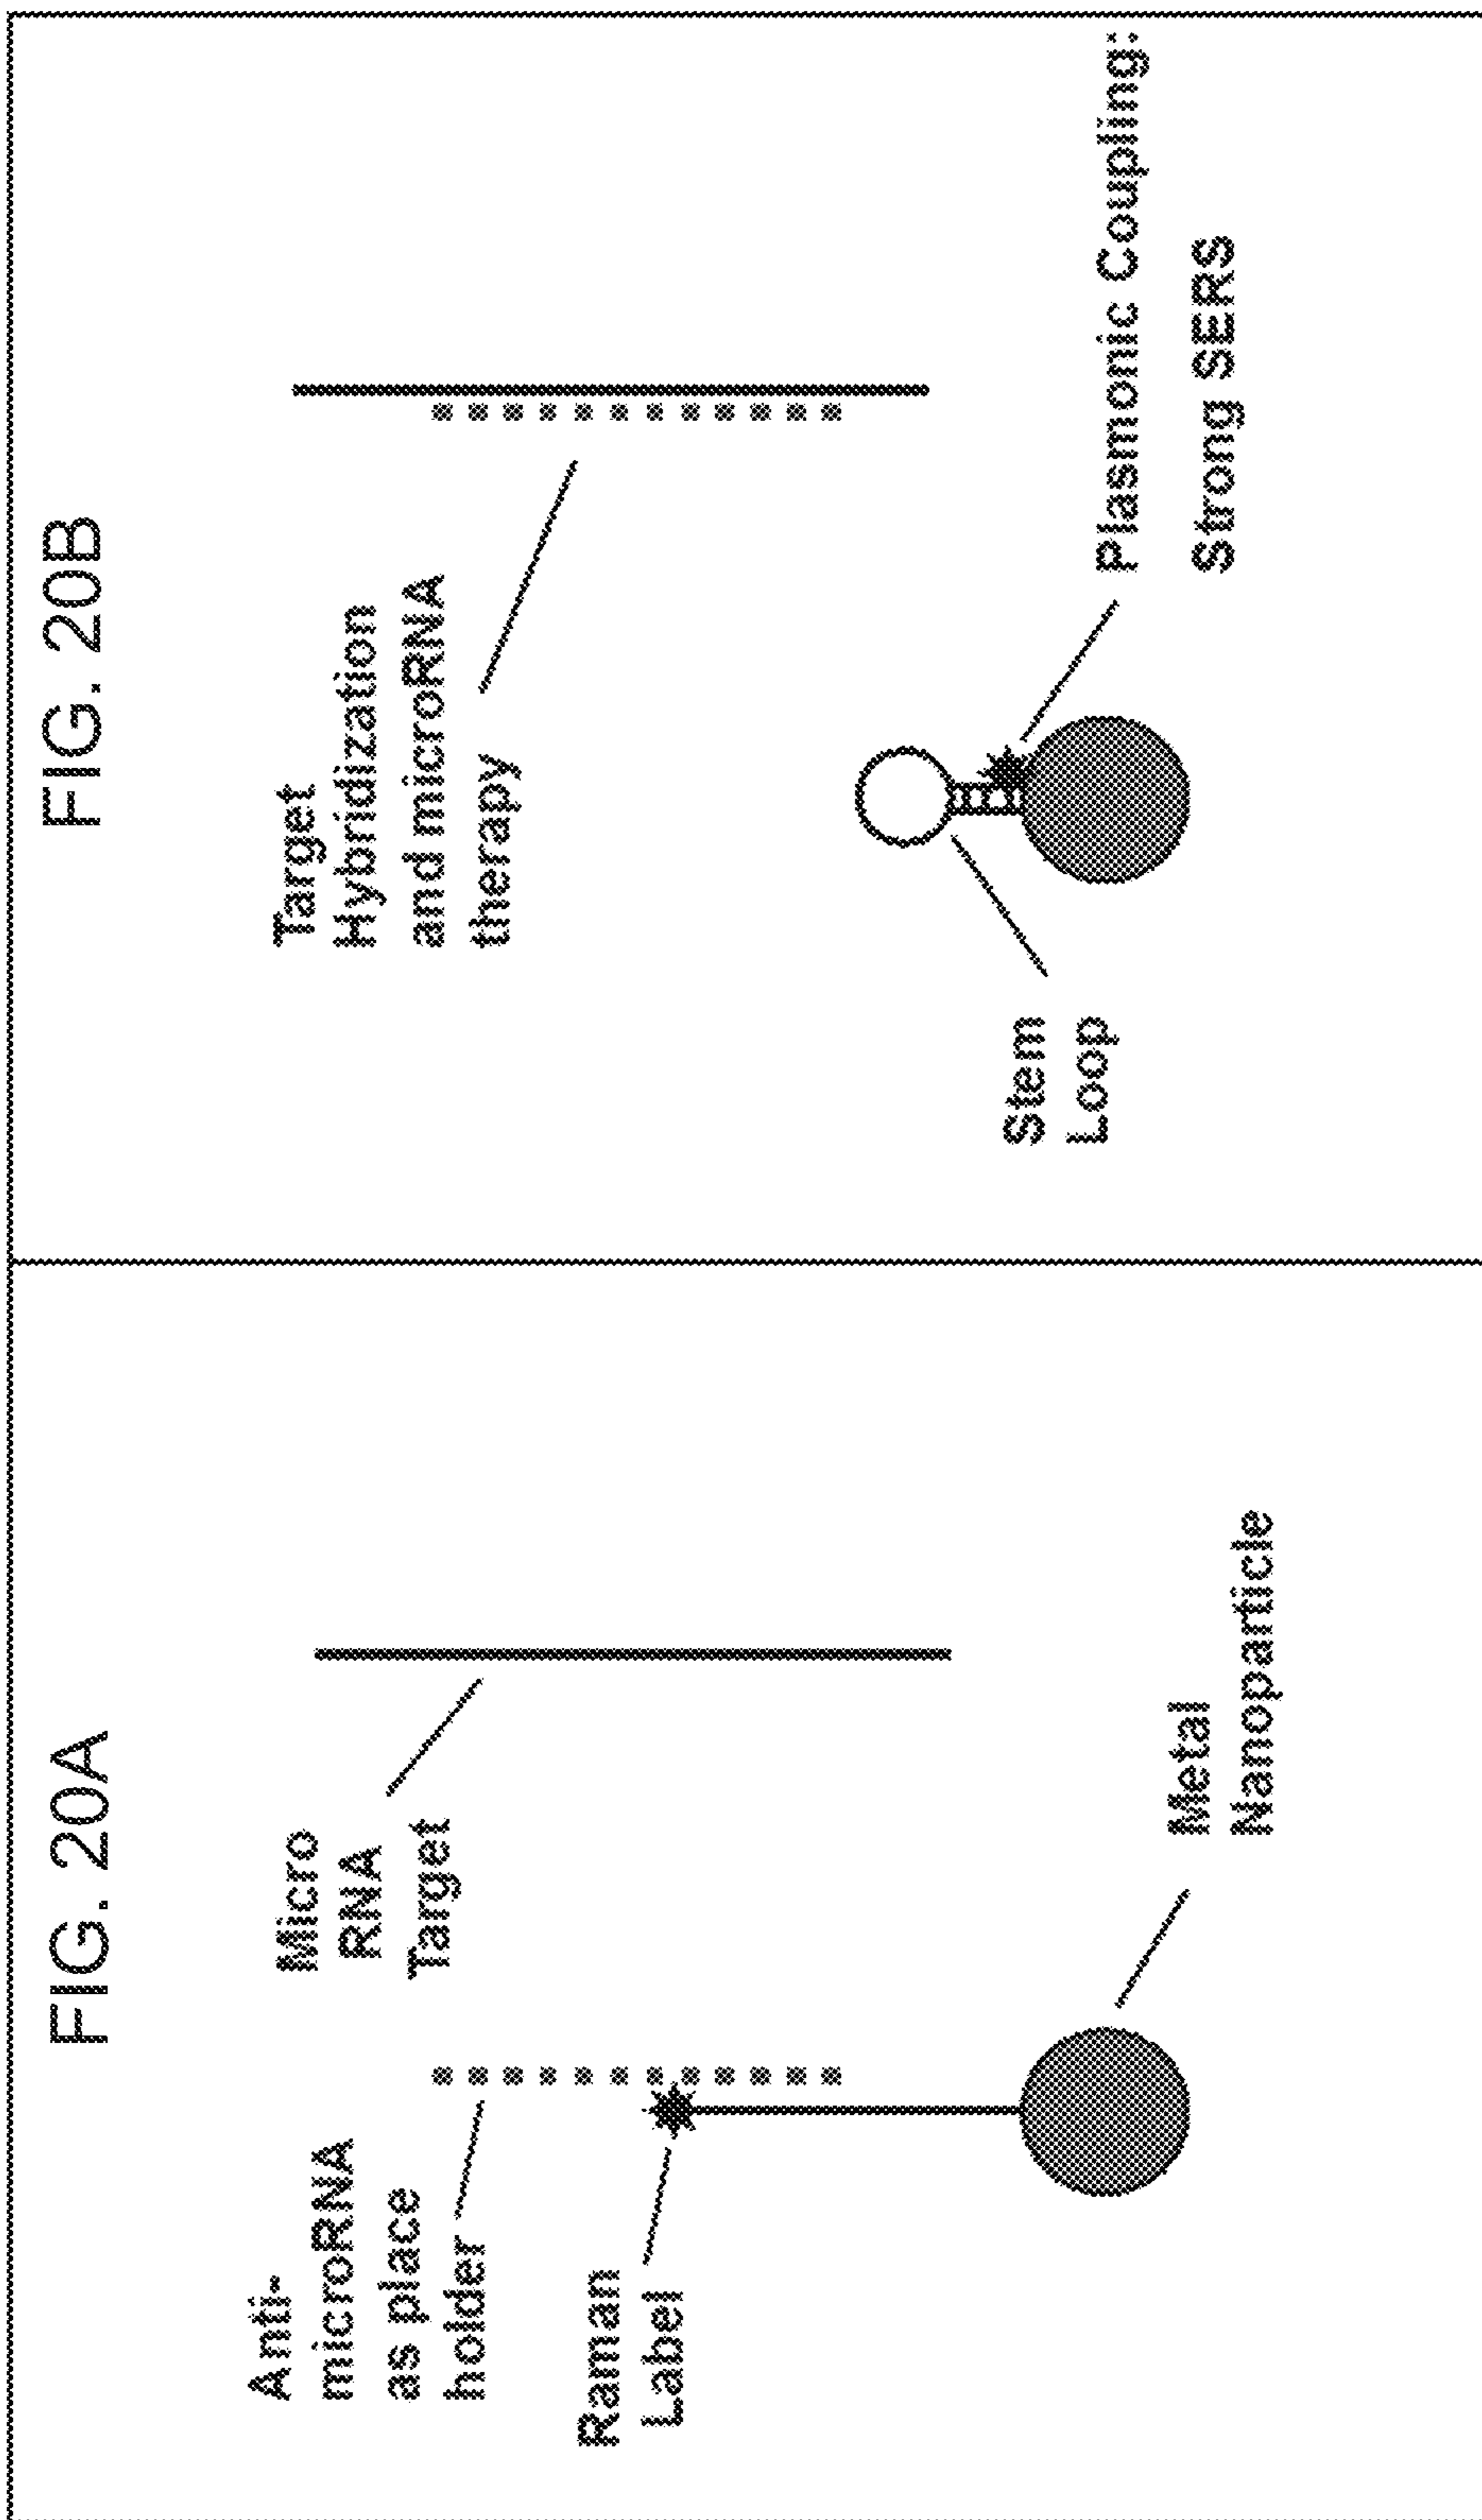 FIG. 20A
Anti-
microRNA
as place
holder
Micro
RNA
Target
Raman
Label
Metal
Nanoparticle
FIG. 20B
Target
Hybridization
and microRNA
therapy
Stem
Loop
Plasmonic Coupling:
Strong SERS